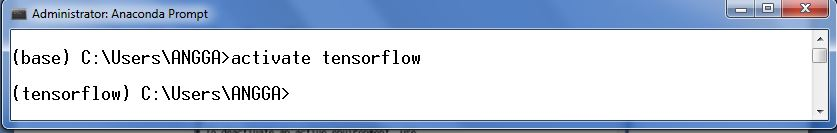 Administrator: Anaconda Prompt
(base) C:\Users\ANGGA>activate tensorflow
(tensorflow) C:\Users\ANGGA>